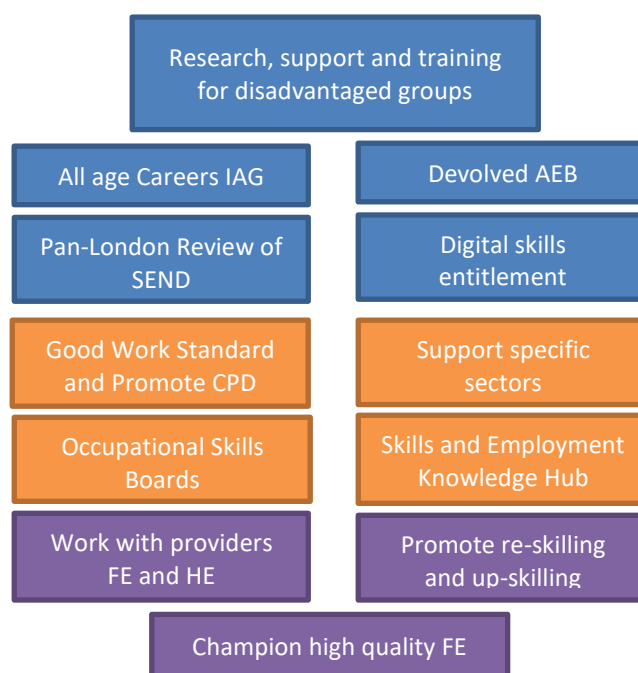 Research, support and training
for disadvantaged groups
All age Careers IAG
Devolved AEB
Pan-London Review of
SEND
Digital skills
entitlement
Good Work Standard
and Promote CPD
Support specific
sectors
Occupational Skills
Boards
Skills and Employment
Knowledge Hub
Work with providers
FE and HE
Promote re-skilling
and up-skilling
Champion high quality FE